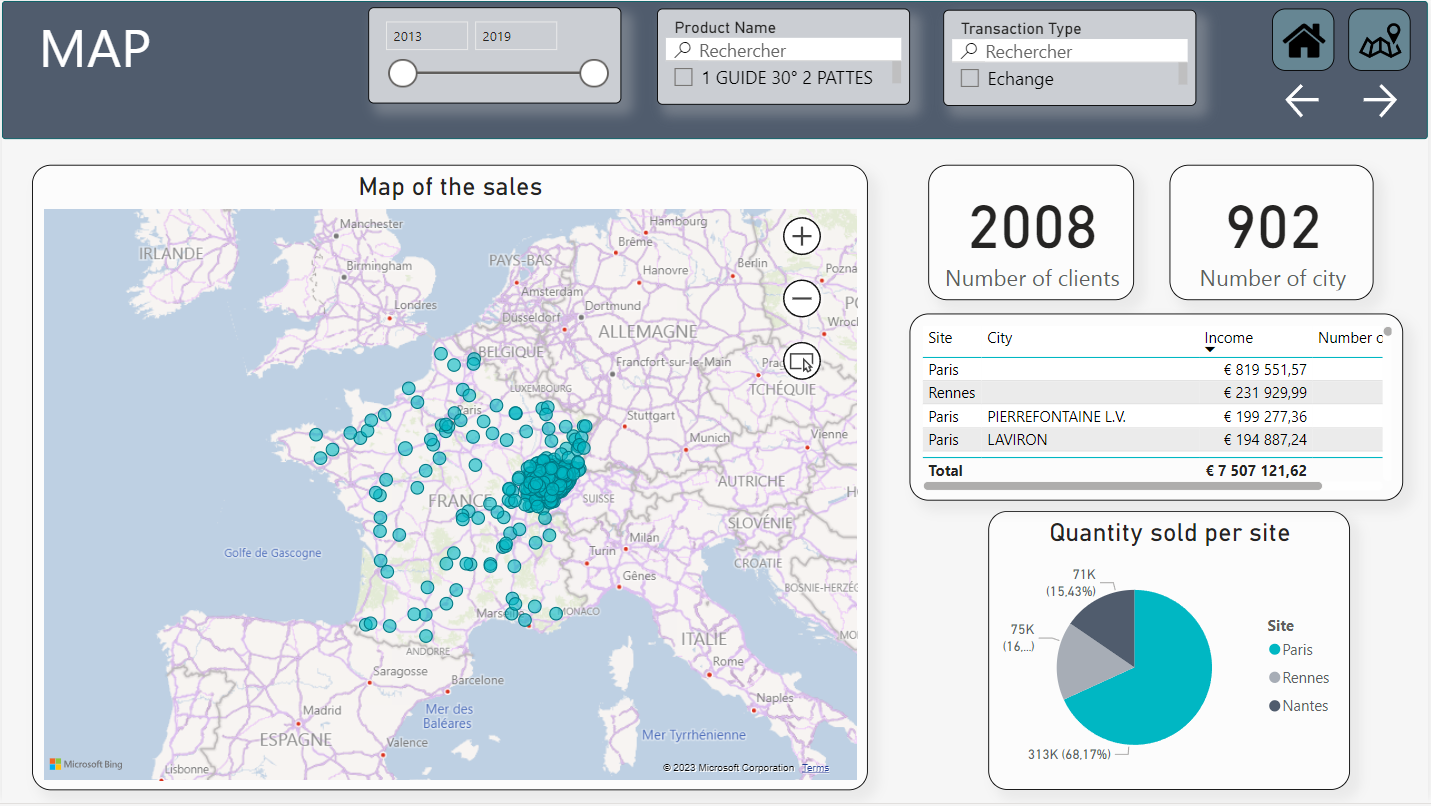 MAP
2013
2019
Product Name
Rechercher
1 GUIDE 30° 2 PATTES
Transaction Type
Rechercher
Echange
Map of the sales
IRLANDE
Manchester
Birmingham
Londres
PAYS-BAS
Amsterdam
Hambourg
Brême
Hanovre
Berlin
Pozna
Düsseldorf
Dortmund
ALLEMAGNE
Wrocł
BELGIQUE
Francfort-sur-le-Main
Prag
TCHÉQUIE
LUXEMBOURG
Paris
Stuttgart
Munich
Vienne
AUTRICHE
FRANCE
SUISSE
SLOVÉNIE
Golfe de Gascogne
Milan
Turin
CROATIE
Gênes
BOSNIE-HERZÉG
Marseille
MONACO
ITALIE
ANDORRE
Saragosse
Barcelone
Rome
Madrid
Mer des
Baléares
Naples
ESPAGNE
Valence
Mer Tyrrhénienne
Lisbonne
Microsoft Bing
© 2023 Microsoft Corporation Terms
2008
Number of clients
902
Number of city
Site City Income Number c
Paris € 819 551,57
Rennes € 231 929,99
Paris PIERREFONTAINE L.V. € 199 277,36
Paris LAVIRON € 194 887,24
Total € 7 507 121,62
Quantity sold per site
71K
(15,43%)
75K
(16,...)
313K (68,17%)
Site
Paris
Rennes
Nantes